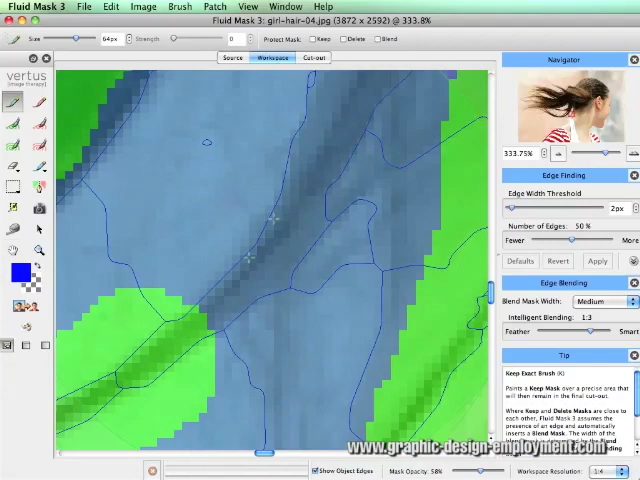 Fluid Mask 3 File Edit Image Brush Patch View Window Help
Fluid Mask 3: girl-hair-04.jpg (3872 x 2592) @ 333.8%
Size 64px Strength: 0 Protect Mask: Keep Delete Blend
Source Workspace Cut-out
vertus
{image therapy}
Navigator
333.75%
Edge Finding
Edge Width Threshold
2px
Number of Edges: 50 %
Fewer More
Defaults Revert Apply
Edge Blending
Blend Mask Width: Medium
Intelligent Blending: 1:3
Feather Smart
Tip
Keep Exact Brush (K)
Paints a Keep Mask over a precise area that will then remain in the final cut-out.
Where Keep and Delete Masks are close to each other, Fluid Mask 3 assumes the presence of an edge and automatically inserts a Blend Mask. The width of the
www.graphic-design-employment.com
Show Object Edges Mask Opacity: 58% Workspace Resolution: 1:4